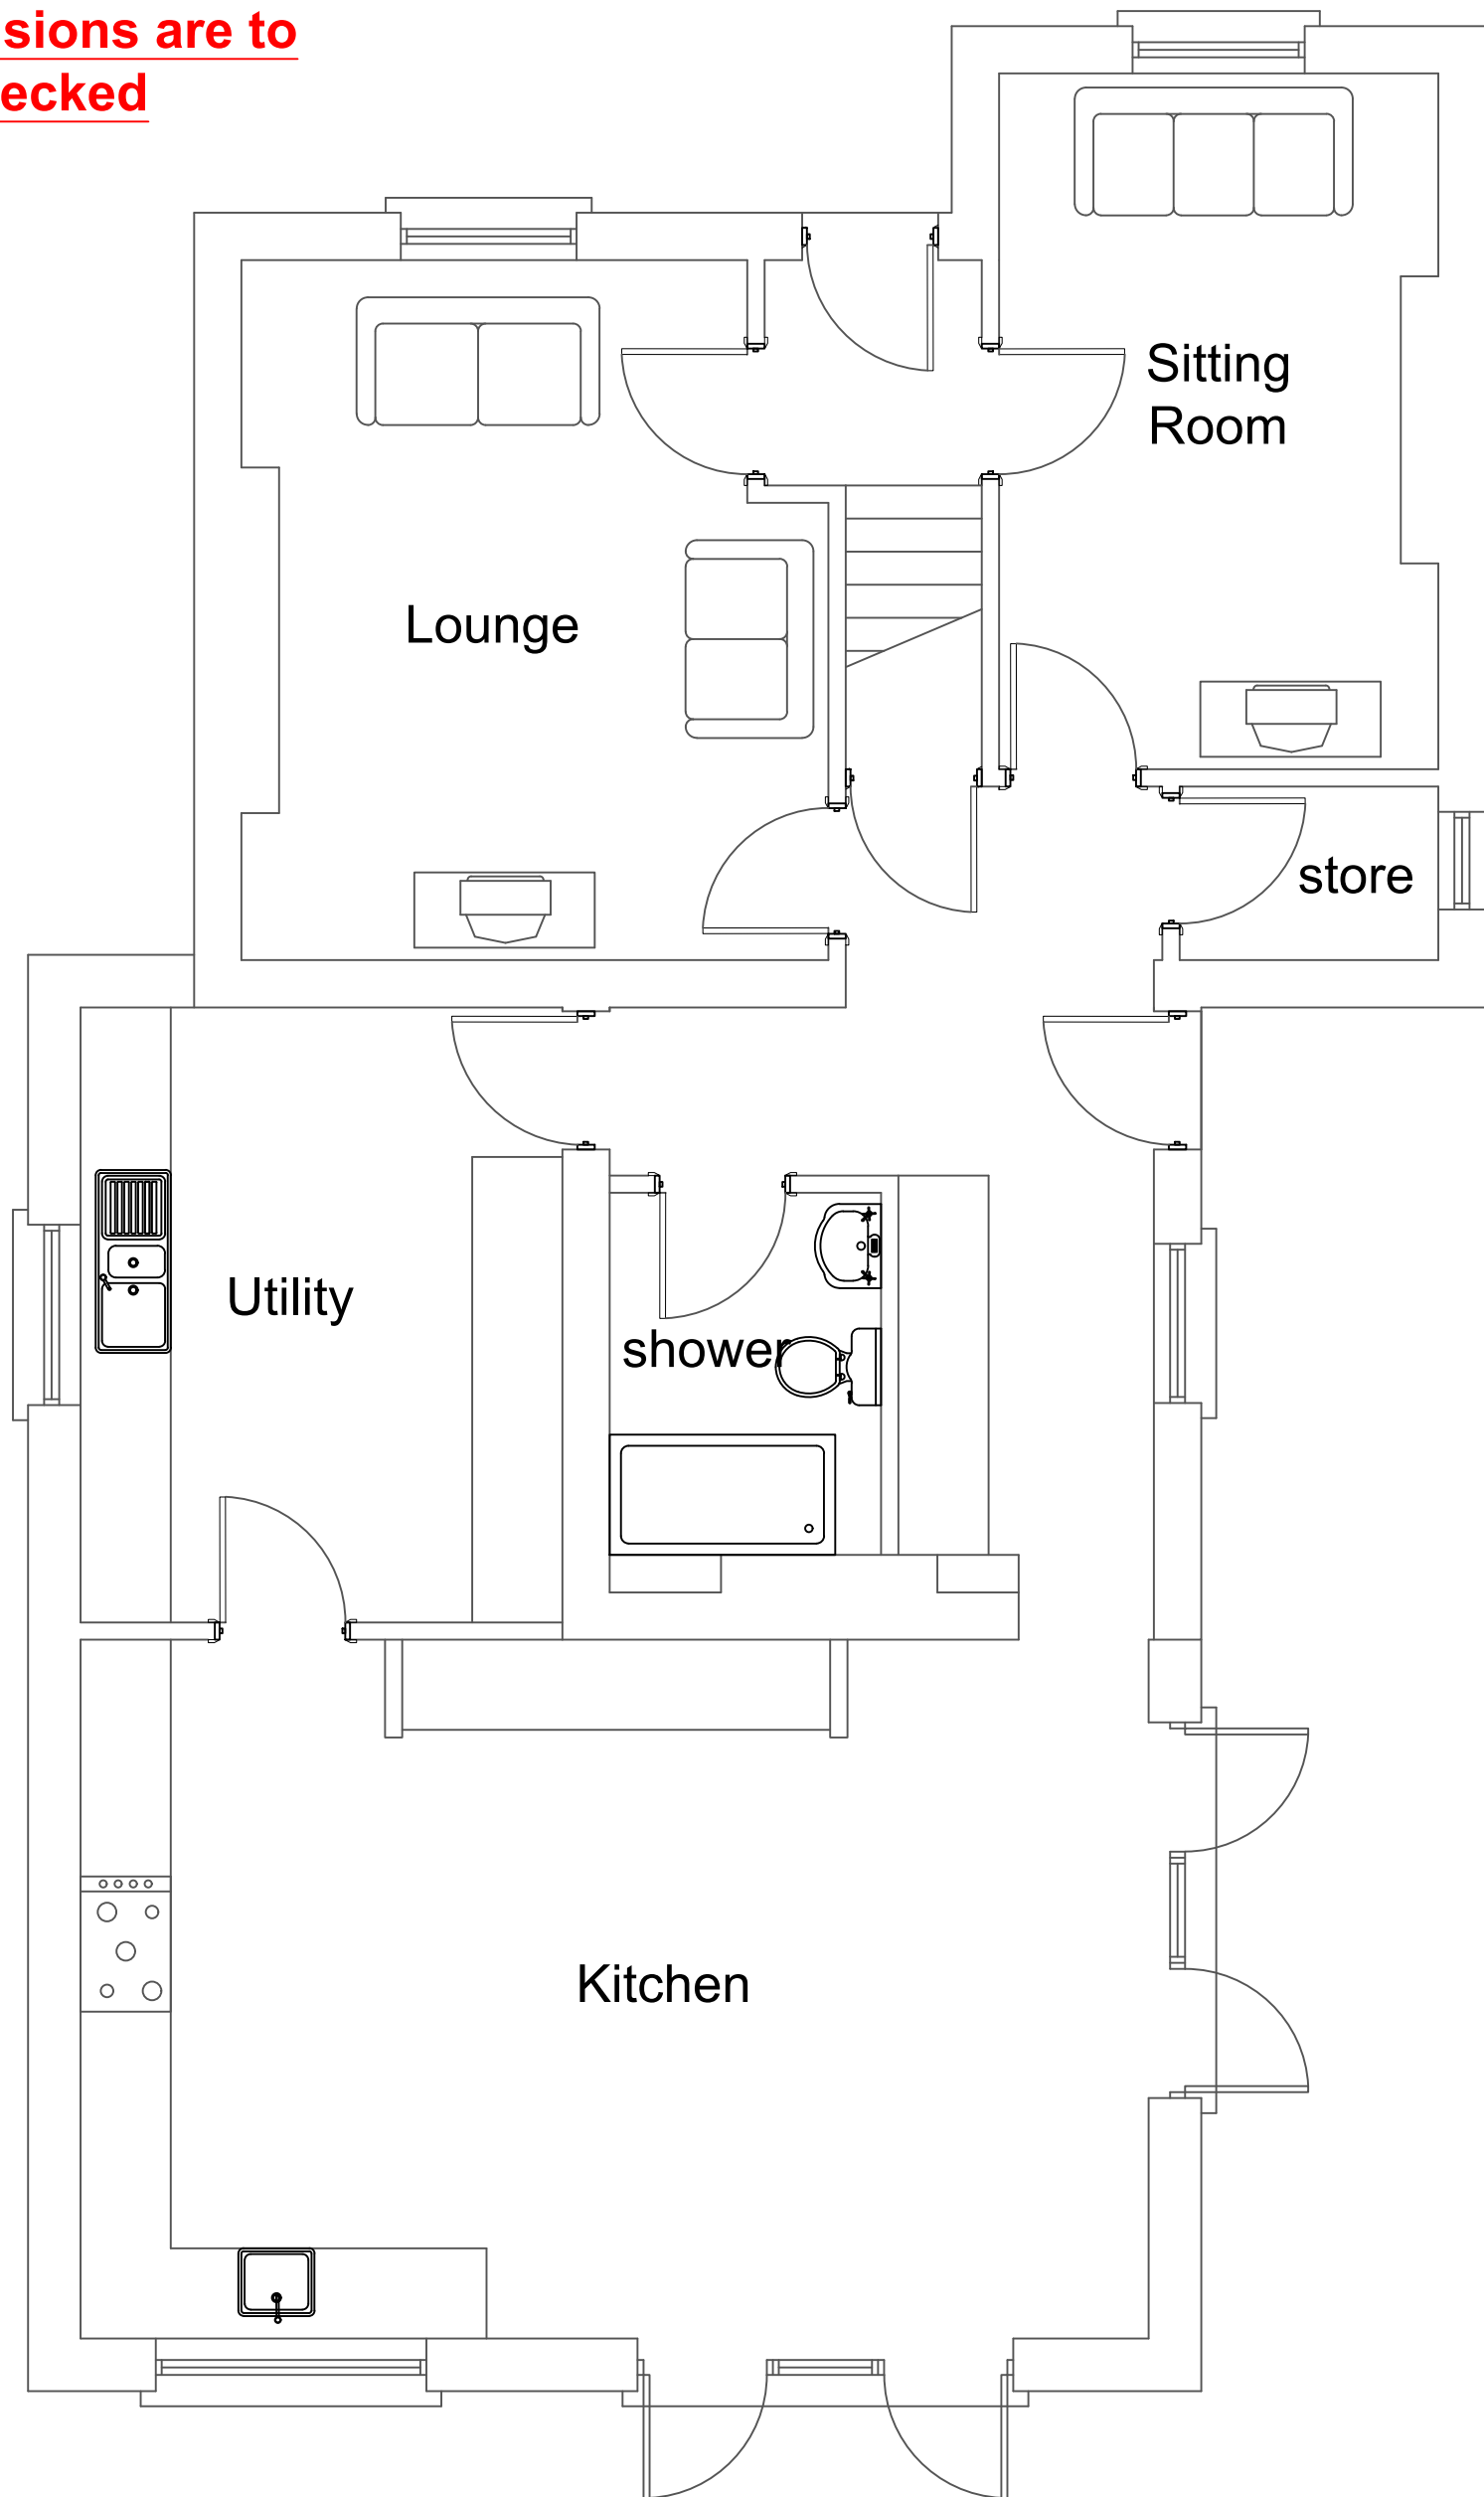 sions are to
ecked
Sitting
Room
Lounge
store
Utility
shower
Kitchen